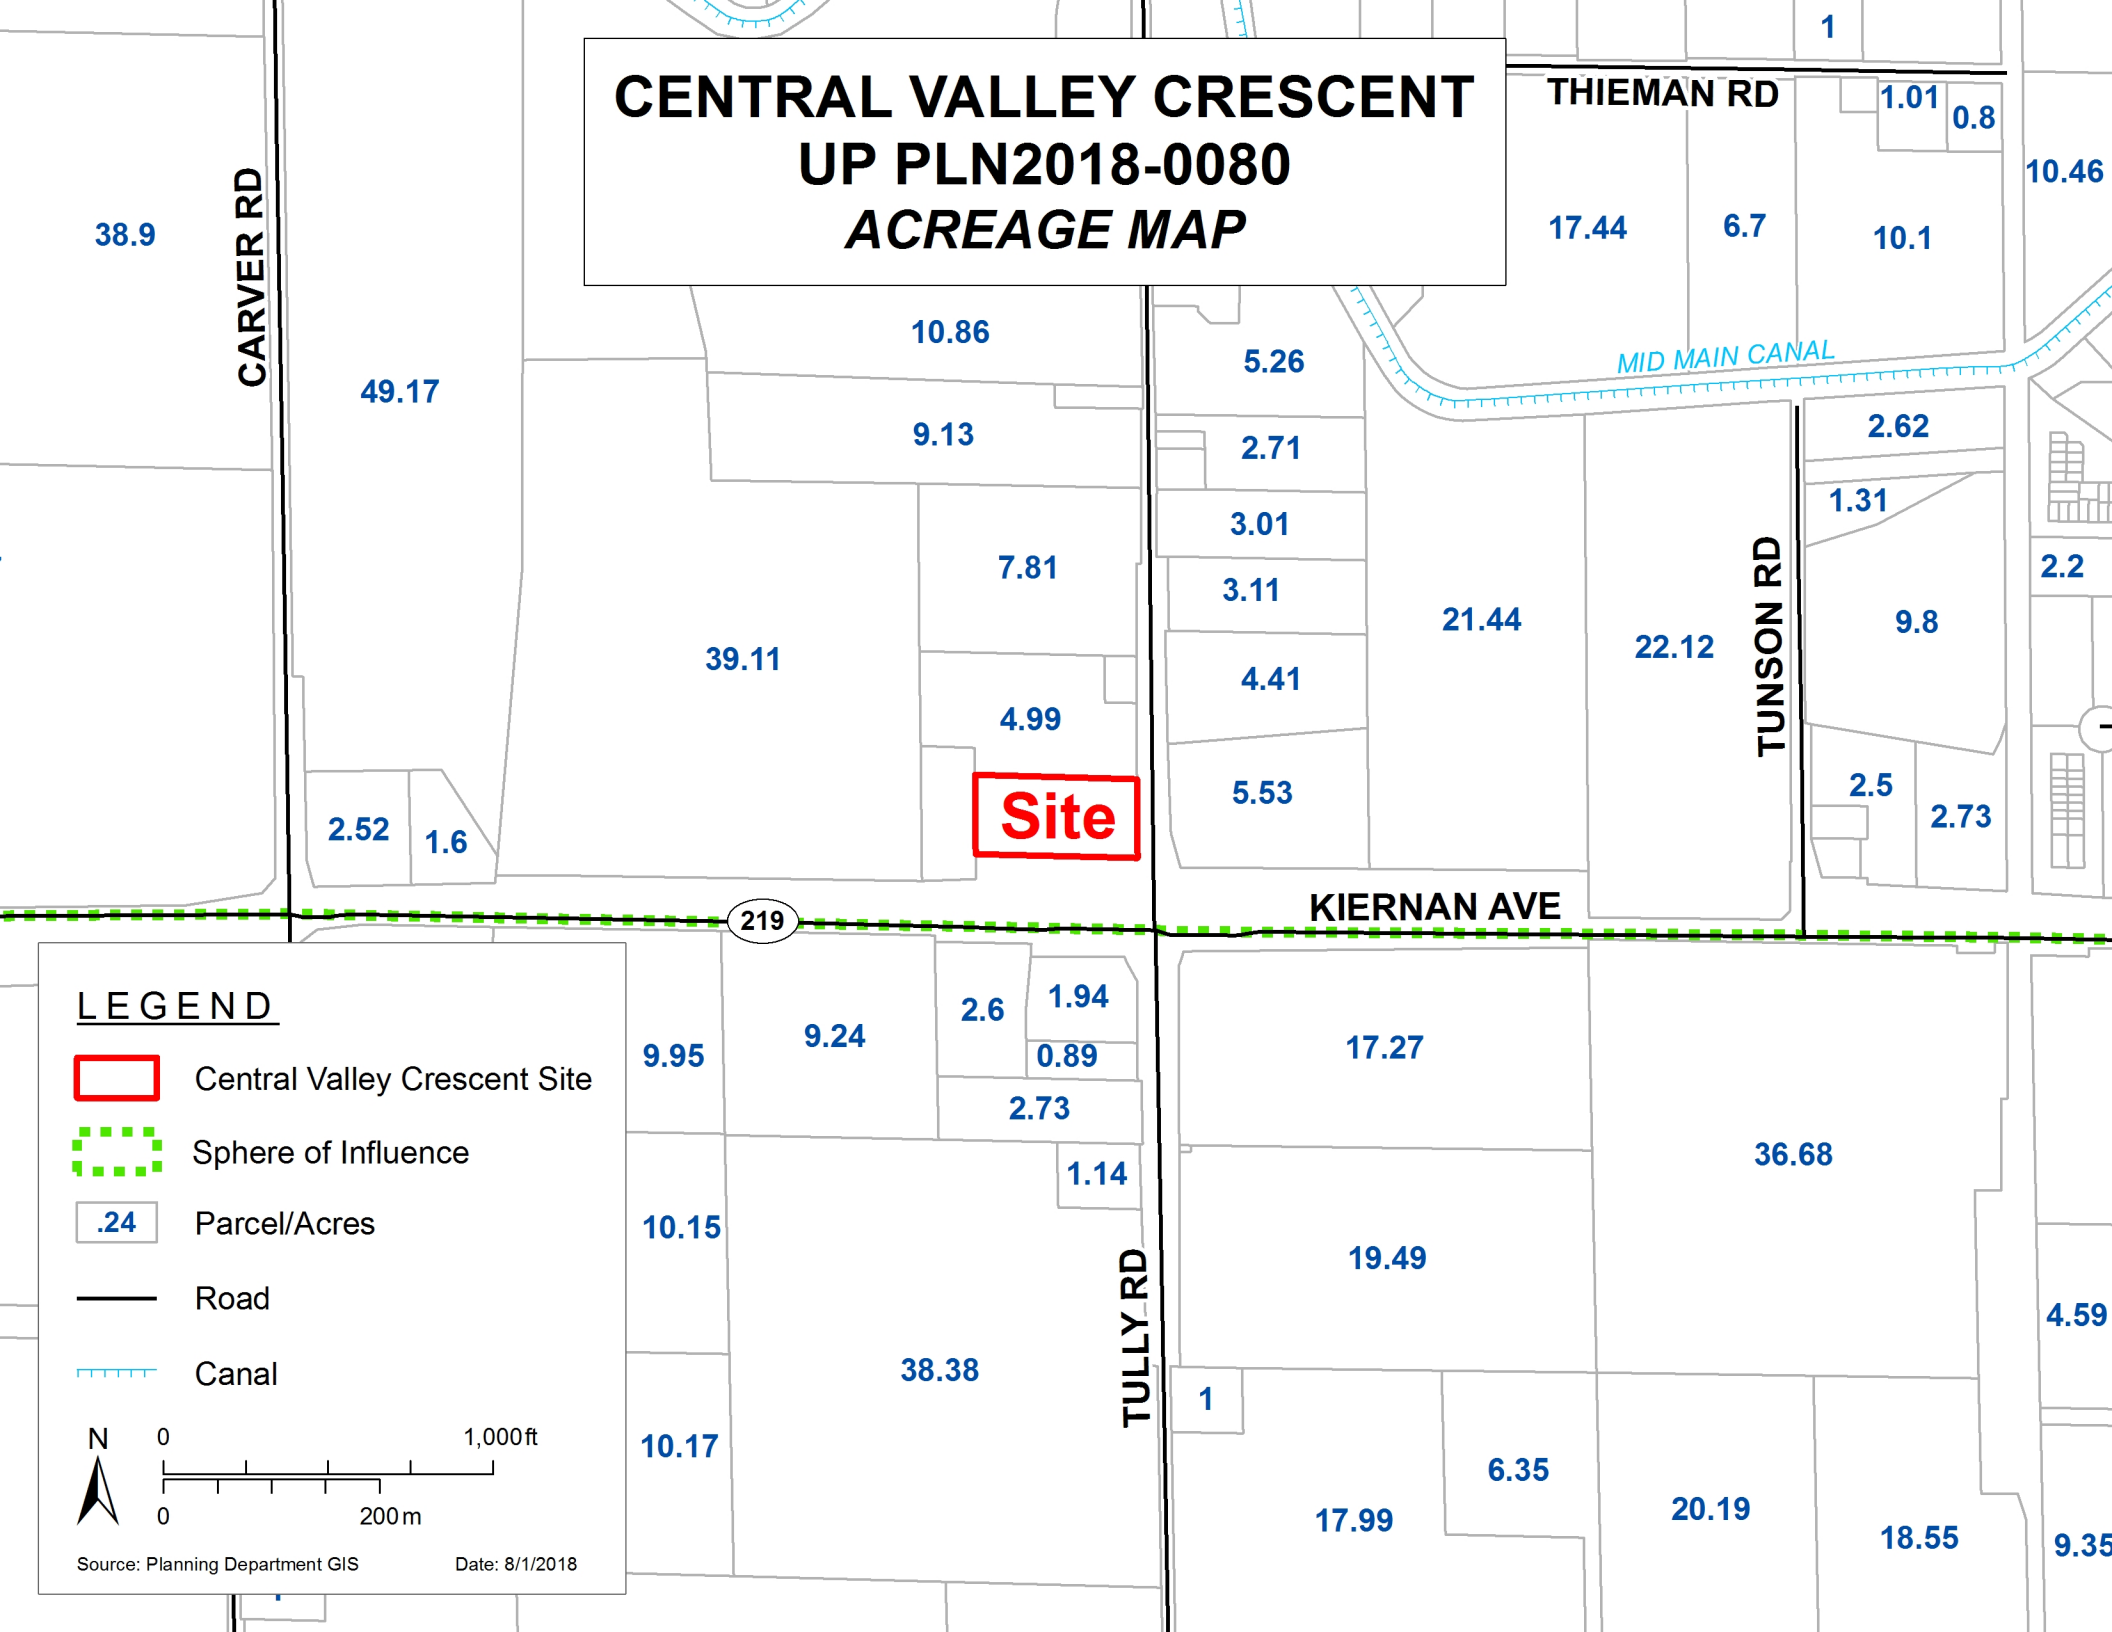 CENTRAL VALLEY CRESCENT
UP PLN2018-0080
ACREAGE MAP
1
THIEMAN RD
1.01
0.8
10.46
CARVER RD
38.9
17.44
6.7
10.1
10.86
5.26
MID MAIN CANAL
49.17
9.13
2.71
2.62
3.01
1.31
7.81
3.11
2.2
39.11
21.44
22.12
TUNSON RD
9.8
4.99
4.41
5.53
2.5
2.73
2.52
1.6
Site
KIERNAN AVE
219
9.95
9.24
2.6
1.94
0.89
2.73
17.27
1.14
36.68
10.15
19.49
TULLY RD
4.59
38.38
1
10.17
6.35
17.99
20.19
18.55
9.35
LEGEND
Central Valley Crescent Site
Sphere of Influence
.24 Parcel/Acres
Road
Canal
N
0 1,000 ft
0 200 m
Source: Planning Department GIS Date: 8/1/2018